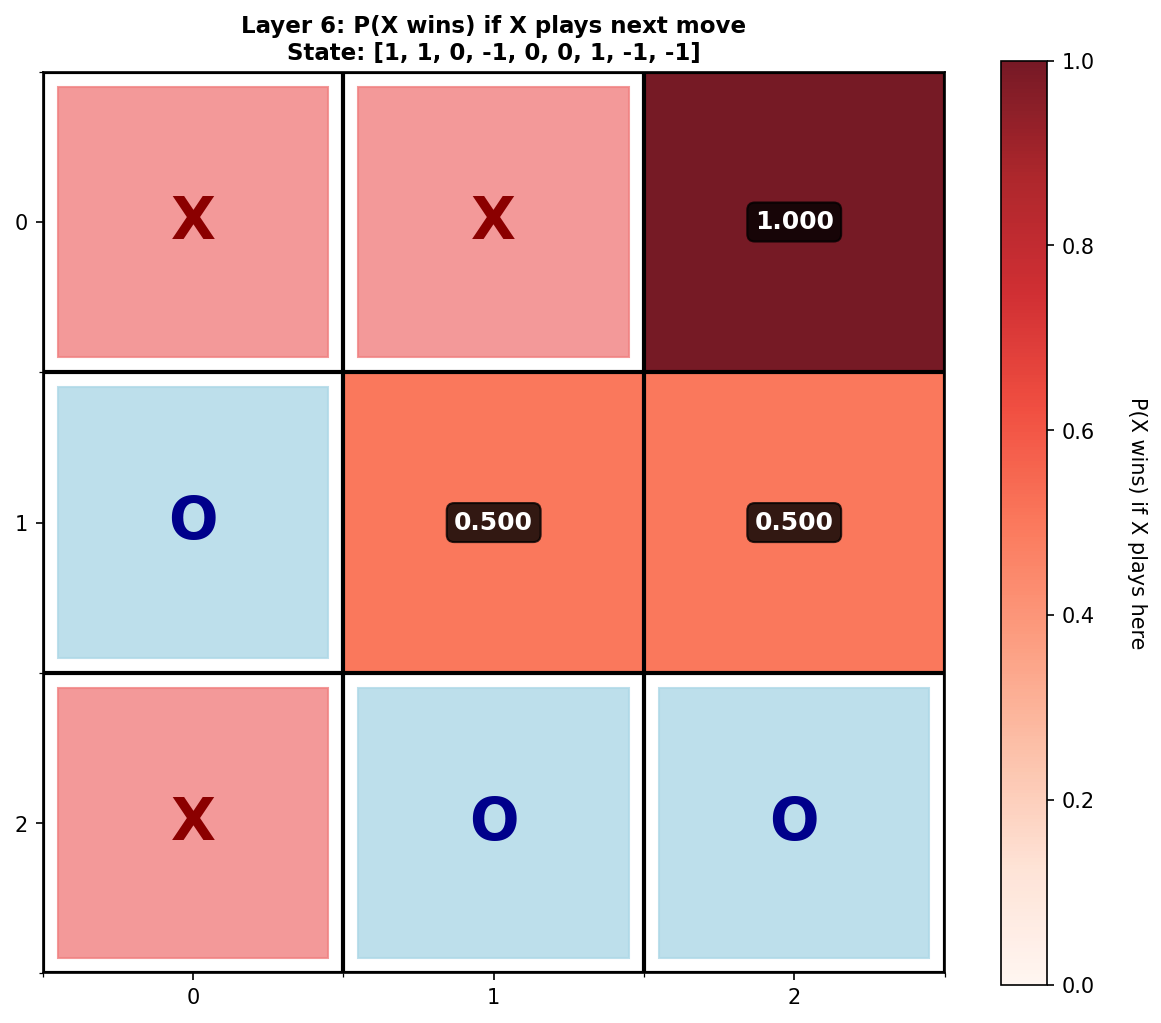 Layer 6: P(X wins) if X plays next move
State: [1, 1, 0, -1, 0, 0, 1, -1, -1]
0
X
X
1.000
1
O
0.500
0.500
2
X
O
O
0
1
2
1.0
0.8
0.6
0.4
0.2
0.0
P(X wins) if X plays here